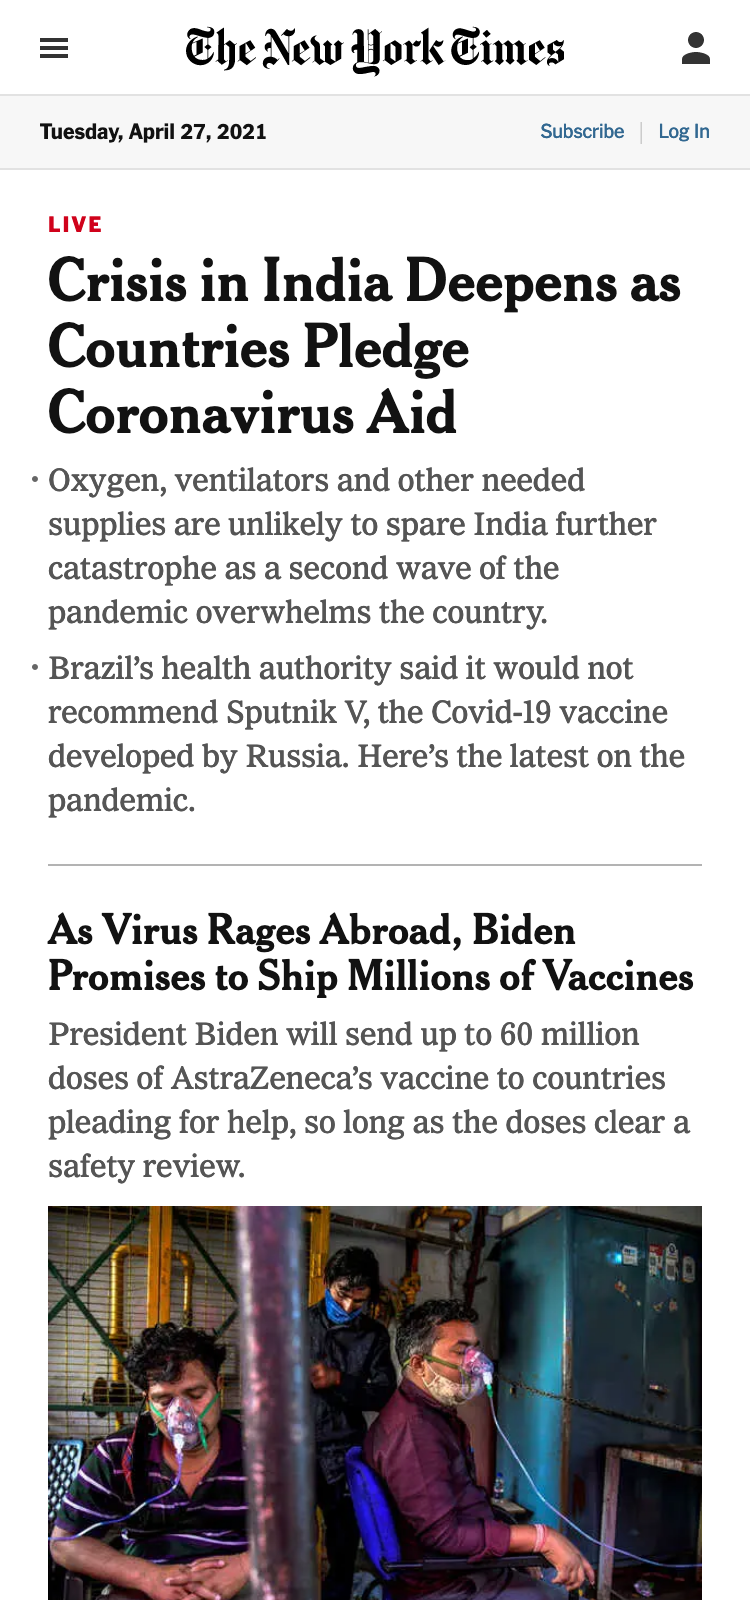 The New York Times
Tuesday, April 27, 2021
Subscribe
Log In
LIVE
Crisis in India Deepens as
Countries Pledge
Coronavirus Aid
• Oxygen, ventilators and other needed
supplies are unlikely to spare India further
catastrophe as a second wave of the
pandemic overwhelms the country.
• Brazil’s health authority said it would not
recommend Sputnik V, the Covid-19 vaccine
developed by Russia. Here’s the latest on the
pandemic.
As Virus Rages Abroad, Biden
Promises to Ship Millions of Vaccines
President Biden will send up to 60 million
doses of AstraZeneca’s vaccine to countries
pleading for help, so long as the doses clear a
safety review.